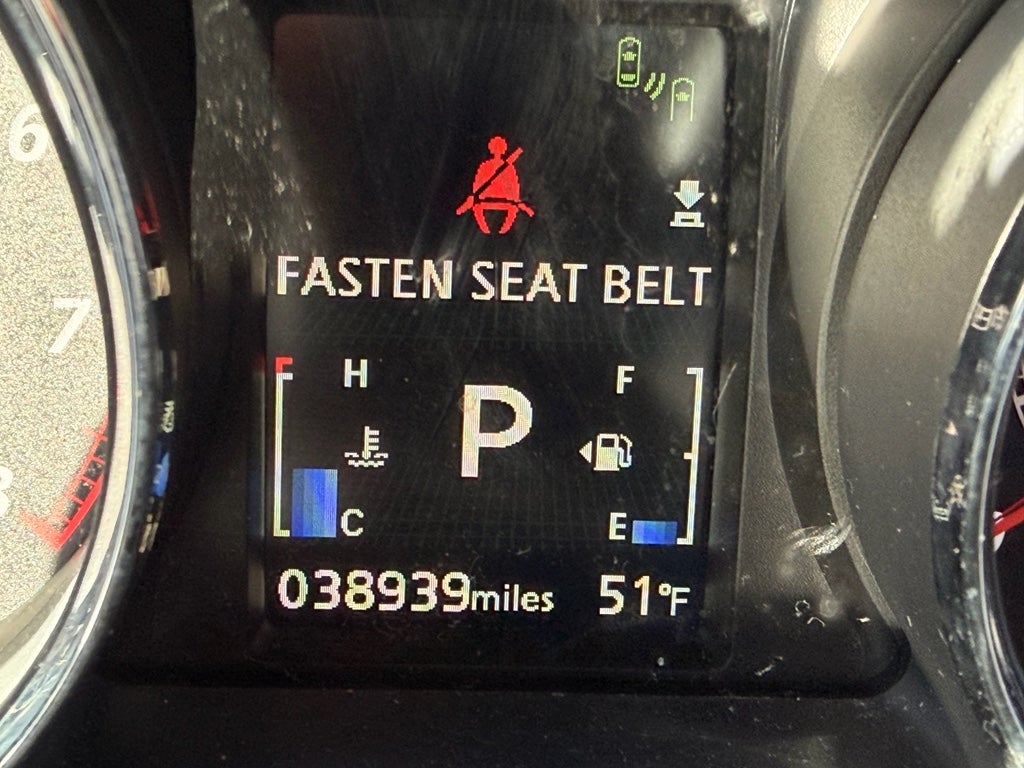 FASTEN SEAT BELT
H
F
P
C
E
038939miles
51°F
6
7